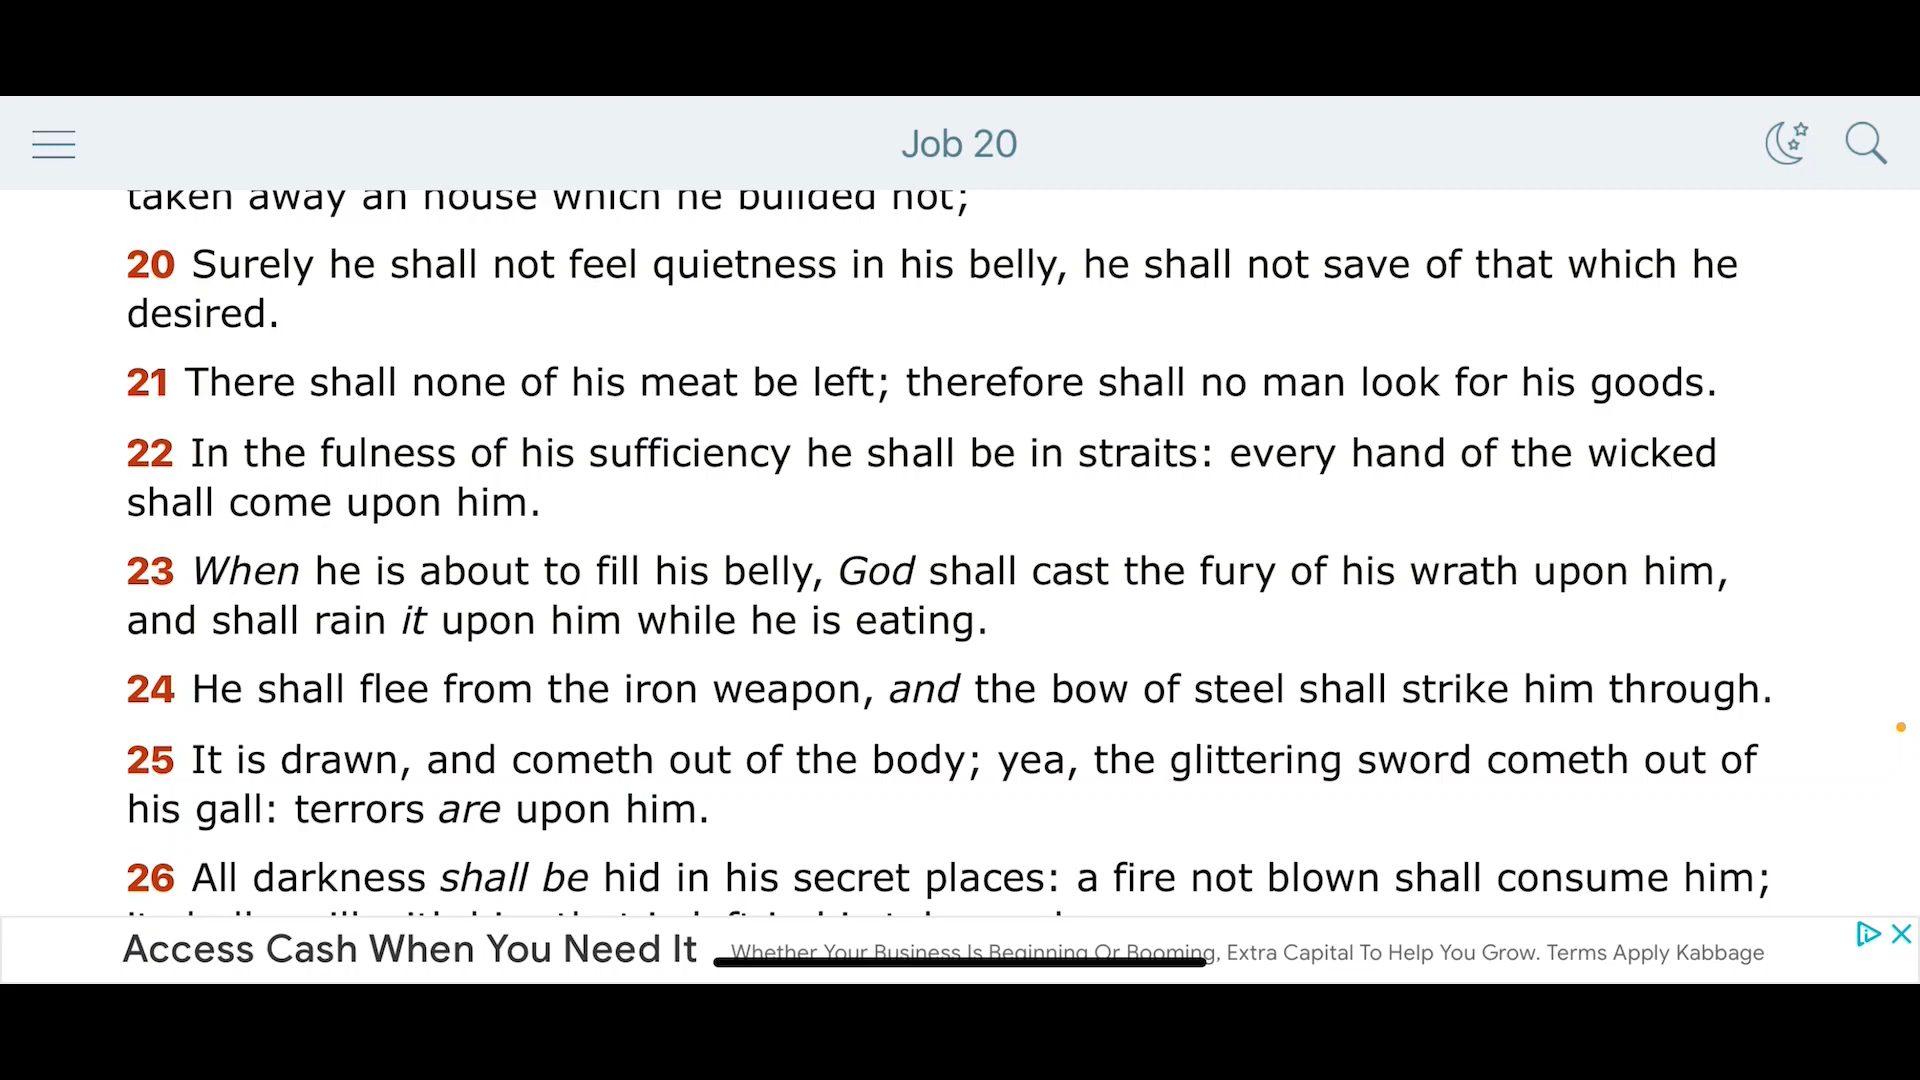 Job 20
taken away an house which he builded not;
20 Surely he shall not feel quietness in his belly, he shall not save of that which he
desired.
21 There shall none of his meat be left; therefore shall no man look for his goods.
22 In the fulness of his sufficiency he shall be in straits: every hand of the wicked
shall come upon him.
23 When he is about to fill his belly, God shall cast the fury of his wrath upon him,
and shall rain it upon him while he is eating.
24 He shall flee from the iron weapon, and the bow of steel shall strike him through.
25 It is drawn, and cometh out of the body; yea, the glittering sword cometh out of
his gall: terrors are upon him.
26 All darkness shall be hid in his secret places: a fire not blown shall consume him;
Access Cash When You Need It
Whether Your Business Is Beginning Or Booming, Extra Capital To Help You Grow. Terms Apply Kabbage